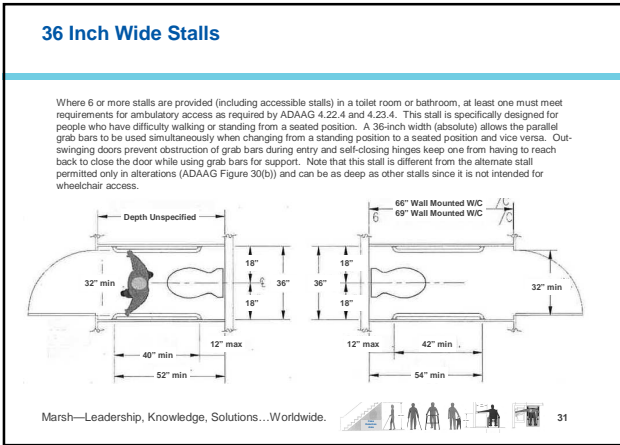 36 Inch Wide Stalls
Where 6 or more stalls are provided (including accessible stalls) in a toilet room or bathroom, at least one must meet
requirements for ambulatory access as required by ADAAG 4.22.4 and 4.23.4. This stall is specifically designed for
people who have difficulty walking or standing from a seated position. A 36-inch width (absolute) allows the parallel
grab bars to be used simultaneously when changing from a standing position to a seated position and vice versa. Out-
swinging doors prevent obstruction of grab bars during entry and self-closing hinges keep one from having to reach
back to close the door while using grab bars for support. Note that this stall is different from the alternate stall
permitted only in alterations (ADAAG Figure 30(b)) and can be as deep as other stalls since it is not intended for
wheelchair access.
Depth Unspecified
32" min
18"
18"
36"
12" max
40" min
52" min
66" Wall Mounted W/C
69" Wall Mounted W/C
36"
18"
18"
32" min
12" max
42" min
54" min
Marsh—Leadership, Knowledge, Solutions...Worldwide.
31